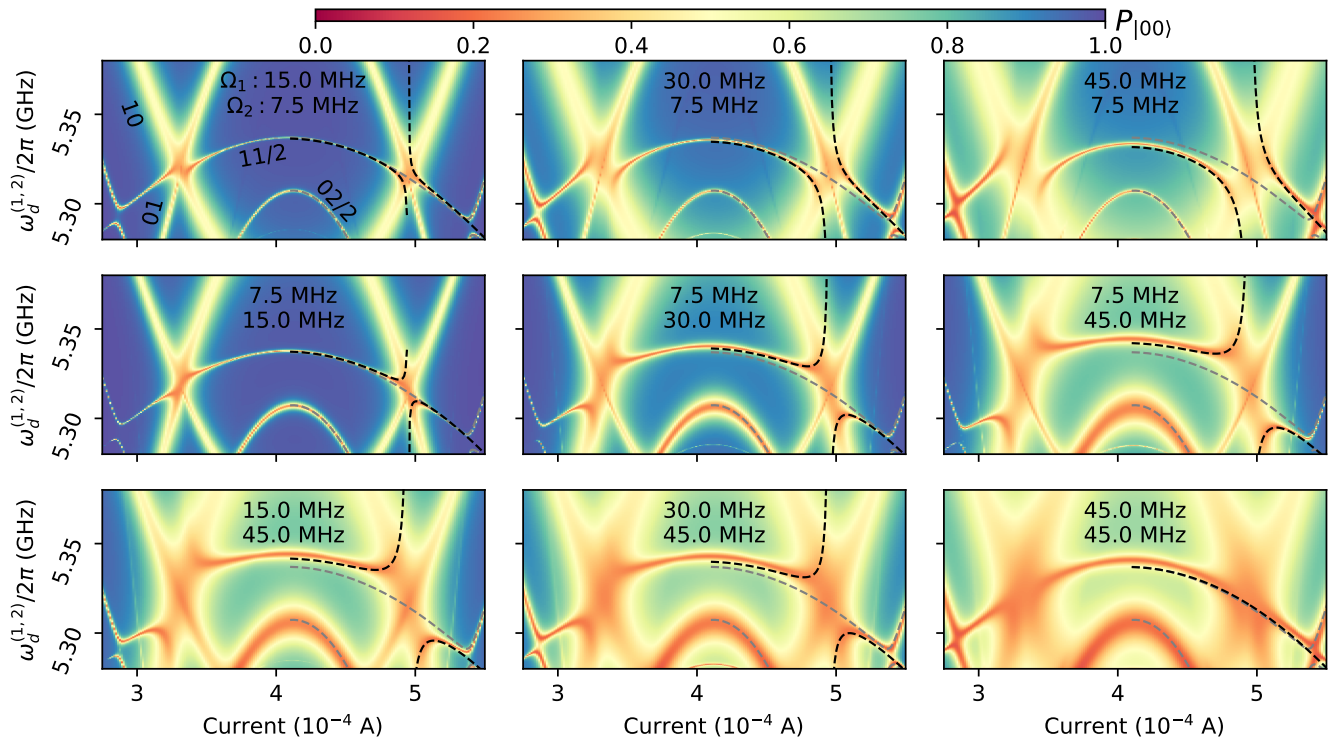 P|00⟩
0.0 0.2 0.4 0.6 0.8 1.0
ω_d^(1,2)/2π (GHz)
5.35
5.30
Ω₁ : 15.0 MHz
Ω₂ : 7.5 MHz
10
11/2
01
02/2
30.0 MHz
7.5 MHz
45.0 MHz
7.5 MHz
ω_d^(1,2)/2π (GHz)
5.35
5.30
7.5 MHz
15.0 MHz
7.5 MHz
30.0 MHz
7.5 MHz
45.0 MHz
ω_d^(1,2)/2π (GHz)
5.35
5.30
15.0 MHz
45.0 MHz
30.0 MHz
45.0 MHz
45.0 MHz
45.0 MHz
3 4 5
3 4 5
3 4 5
Current (10⁻⁴ A)
Current (10⁻⁴ A)
Current (10⁻⁴ A)